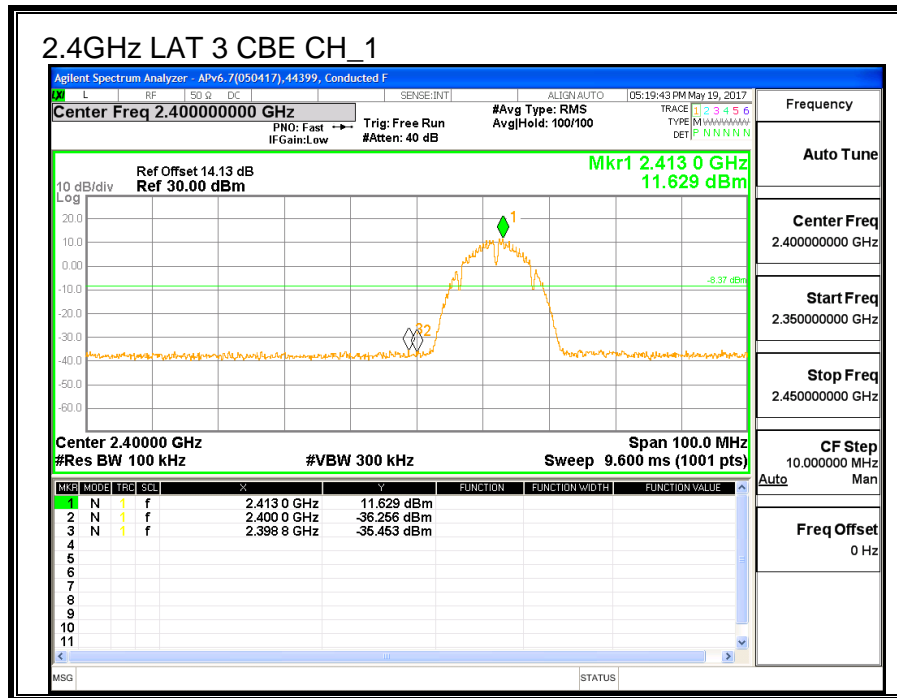 2.4GHz LAT 3 CBE CH_1
Agilent Spectrum Analyzer - APv6.7(050417),44399, Conducted F
LXI L RF 50 Ω DC SENSE:INT ALIGN AUTO 05:19:43 PM May 19, 2017
Center Freq 2.400000000 GHz
PNO: Fast
IFGain:Low
Trig: Free Run
#Atten: 40 dB
#Avg Type: RMS
Avg|Hold: 100/100
TRACE 1 2 3 4 5 6
TYPE M
DET P N N N N N
Mkr1 2.413 0 GHz
11.629 dBm
Ref Offset 14.13 dB
10 dB/div Ref 30.00 dBm
Log
20.0
10.0
0.00
-10.0
-20.0
-30.0
-40.0
-50.0
-60.0
1
-8.37 dBm
2
Center 2.40000 GHz Span 100.0 MHz
#Res BW 100 kHz #VBW 300 kHz Sweep 9.600 ms (1001 pts)
MKR MODE TRC SCL X Y FUNCTION FUNCTION WIDTH FUNCTION VALUE
1 N 1 f 2.413 0 GHz 11.629 dBm
2 N 1 f 2.400 0 GHz -36.256 dBm
3 N 1 f 2.398 8 GHz -35.453 dBm
4
5
6
7
8
9
10
11
MSG STATUS
Frequency
Auto Tune
Center Freq
2.400000000 GHz
Start Freq
2.350000000 GHz
Stop Freq
2.450000000 GHz
CF Step
10.000000 MHz
Auto Man
Freq Offset
0 Hz